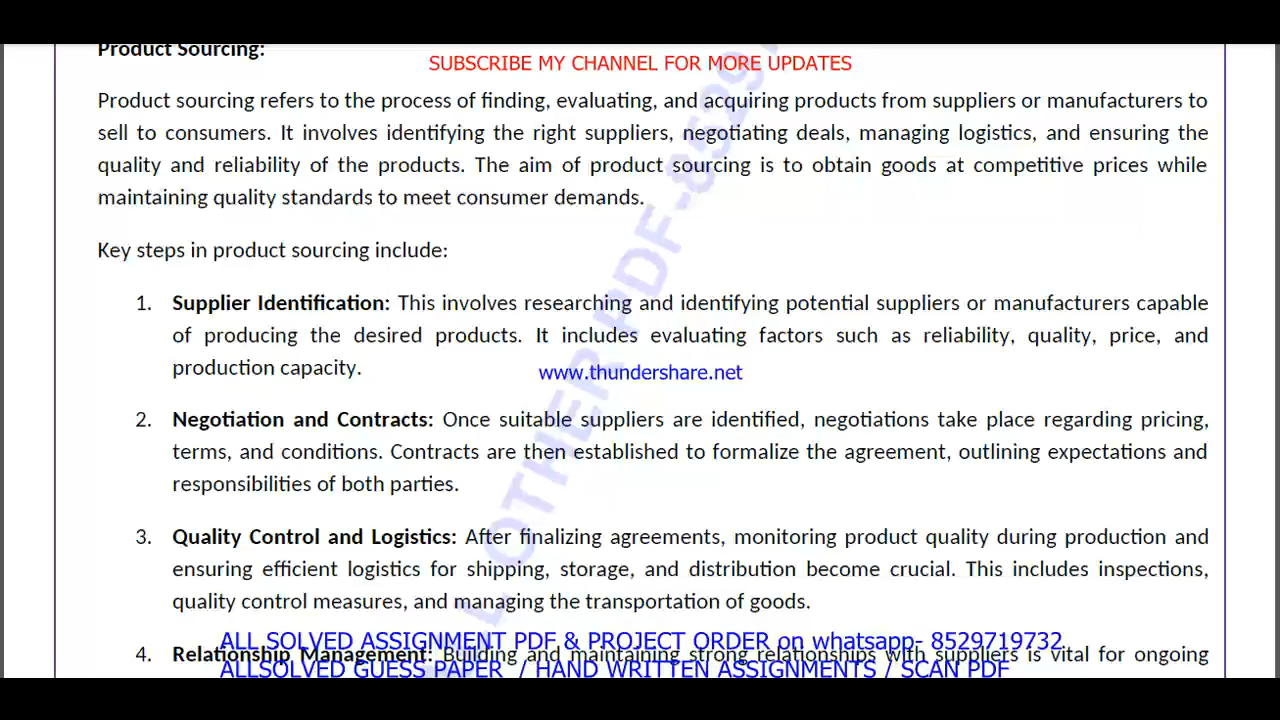 Product Sourcing:
SUBSCRIBE MY CHANNEL FOR MORE UPDATES
Product sourcing refers to the process of finding, evaluating, and acquiring products from suppliers or manufacturers to
sell to consumers. It involves identifying the right suppliers, negotiating deals, managing logistics, and ensuring the
quality and reliability of the products. The aim of product sourcing is to obtain goods at competitive prices while
maintaining quality standards to meet consumer demands.
Key steps in product sourcing include:
1. Supplier Identification: This involves researching and identifying potential suppliers or manufacturers capable
of producing the desired products. It includes evaluating factors such as reliability, quality, price, and
production capacity.
www.thundershare.net
2. Negotiation and Contracts: Once suitable suppliers are identified, negotiations take place regarding pricing,
terms, and conditions. Contracts are then established to formalize the agreement, outlining expectations and
responsibilities of both parties.
3. Quality Control and Logistics: After finalizing agreements, monitoring product quality during production and
ensuring efficient logistics for shipping, storage, and distribution become crucial. This includes inspections,
quality control measures, and managing the transportation of goods.
ALL SOLVED ASSIGNMENT PDF & PROJECT ORDER on whatsapp- 8529719732
4. Relationship Management: Building and maintaining strong relationships with suppliers is vital for ongoing
ALLSOLVED GUESS PAPER / HAND WRITTEN ASSIGNMENTS / SCAN PDF
OTHER PDF-85297